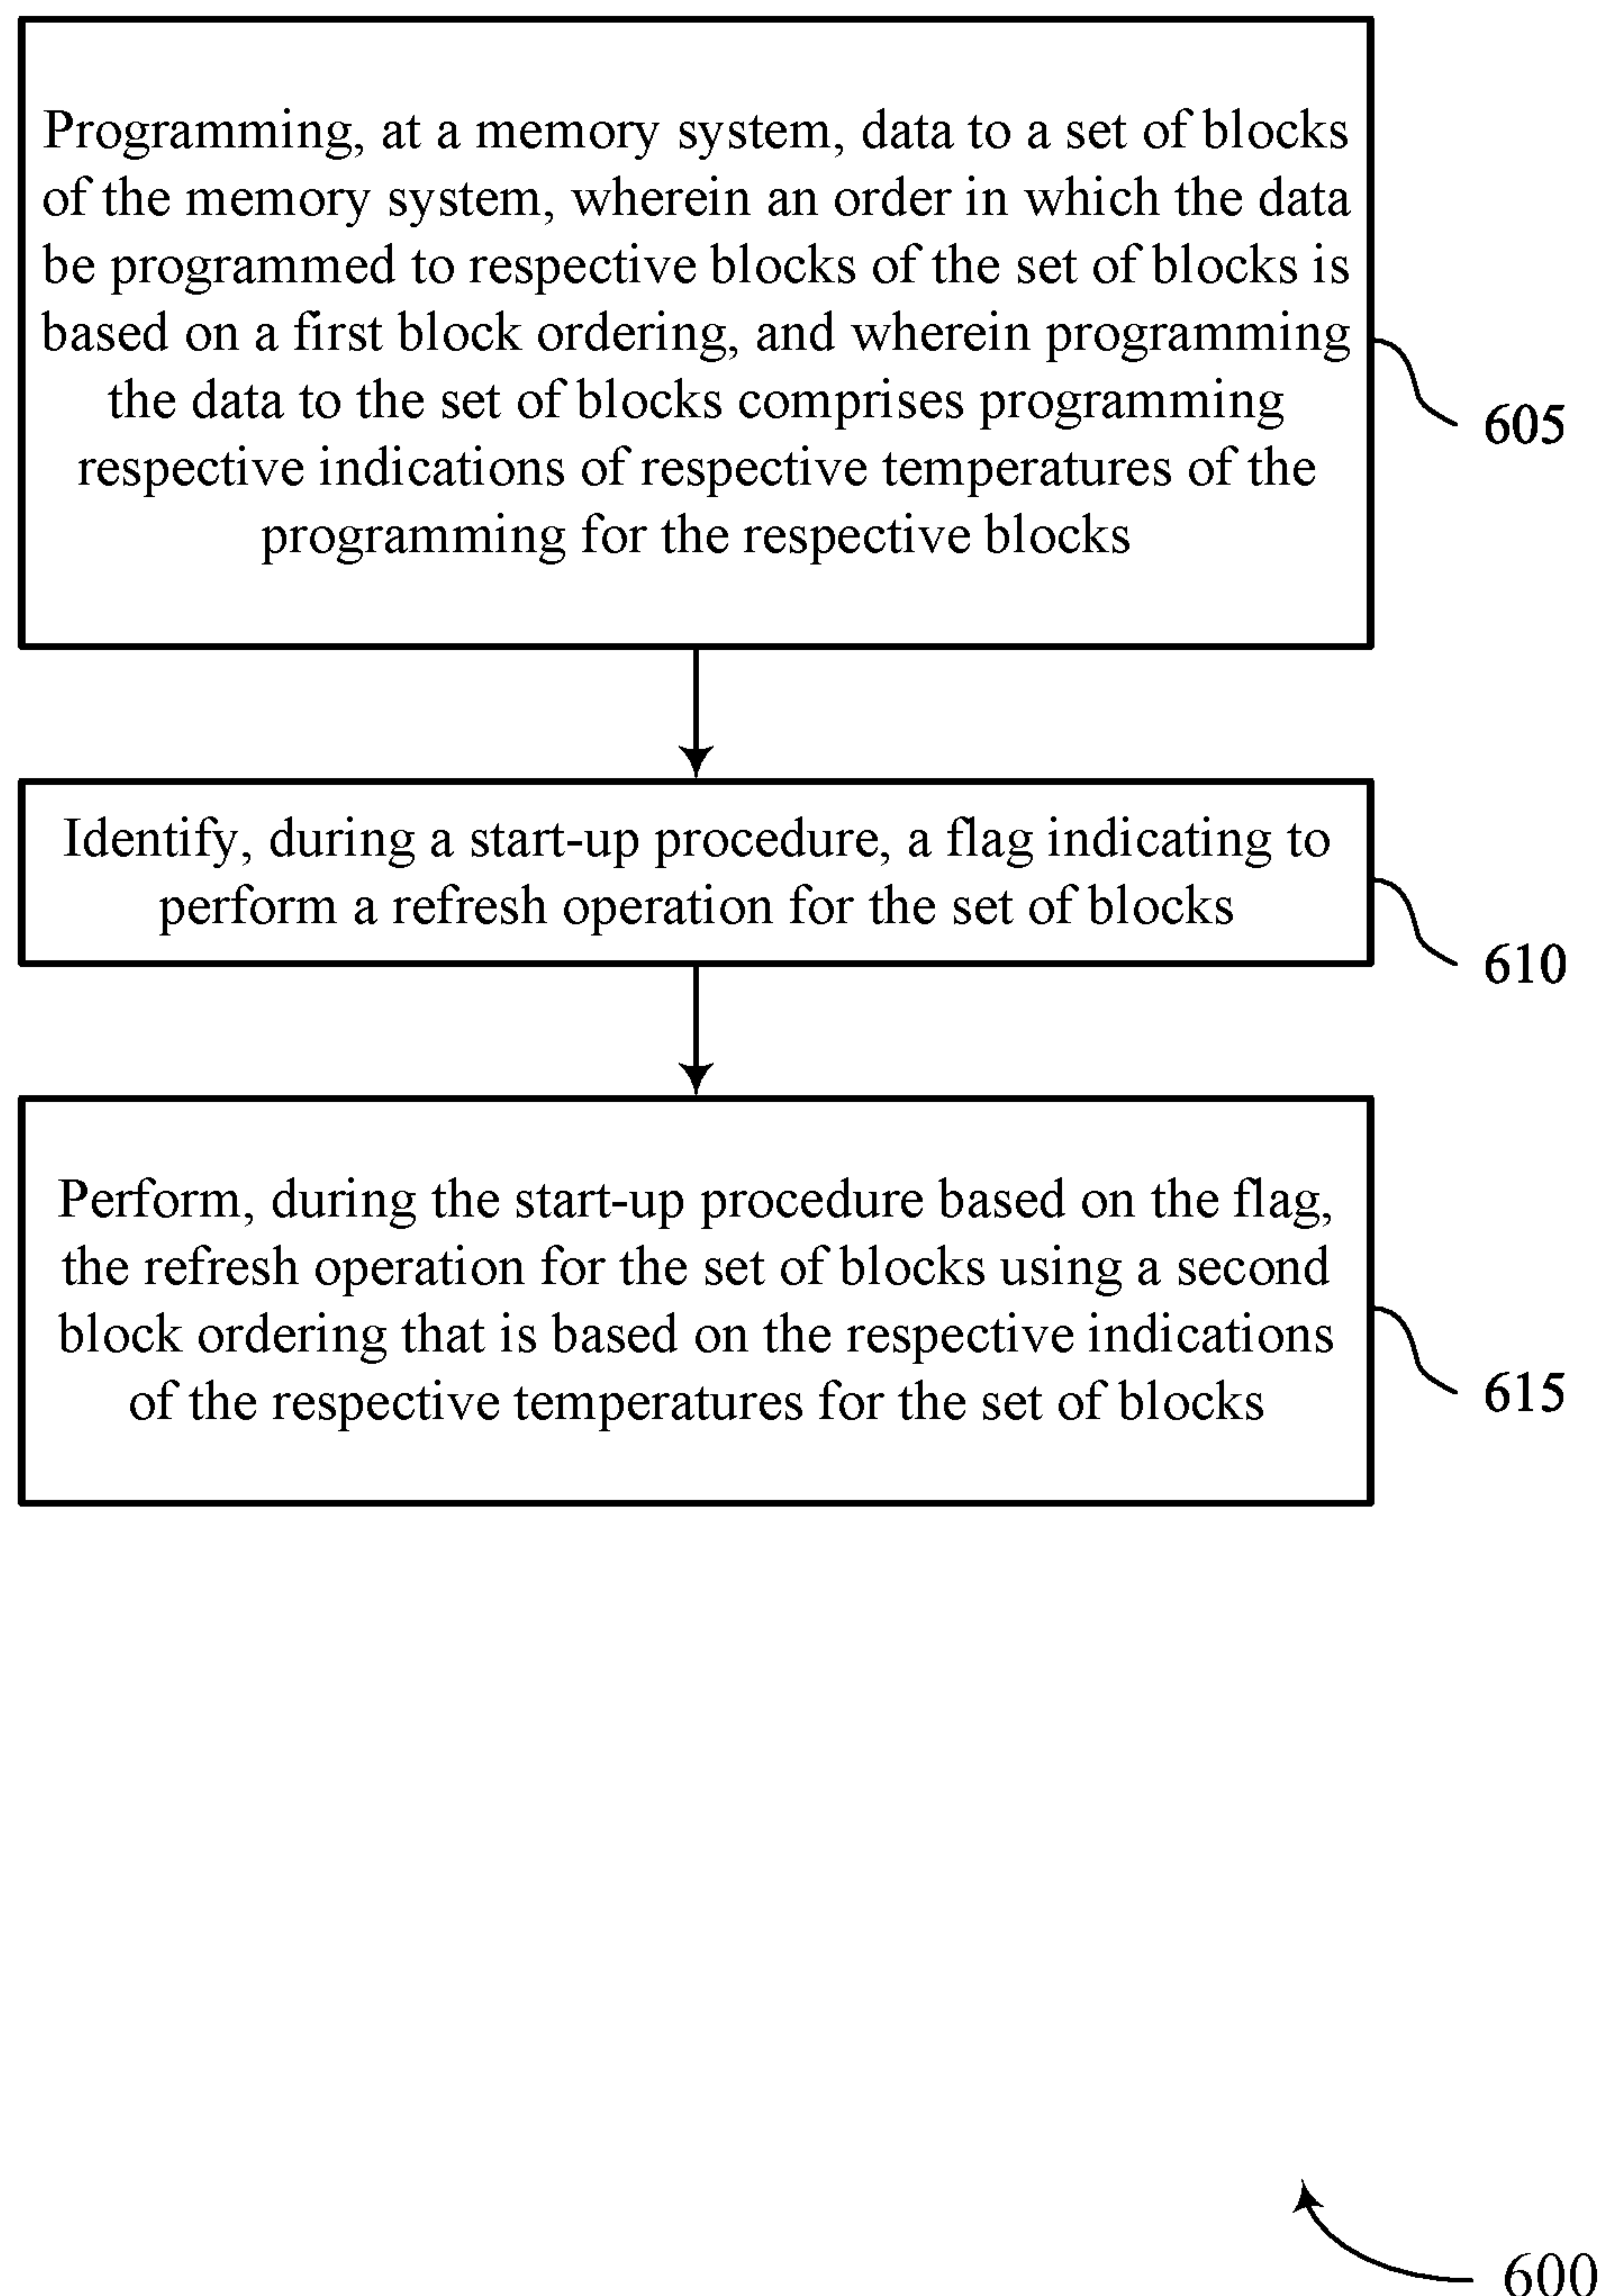 Programming, at a memory system, data to a set of blocks
of the memory system, wherein an order in which the data
be programmed to respective blocks of the set of blocks is
based on a first block ordering, and wherein programming
the data to the set of blocks comprises programming
respective indications of respective temperatures of the
programming for the respective blocks
605
Identify, during a start-up procedure, a flag indicating to
perform a refresh operation for the set of blocks
610
Perform, during the start-up procedure based on the flag,
the refresh operation for the set of blocks using a second
block ordering that is based on the respective indications
of the respective temperatures for the set of blocks
615
600